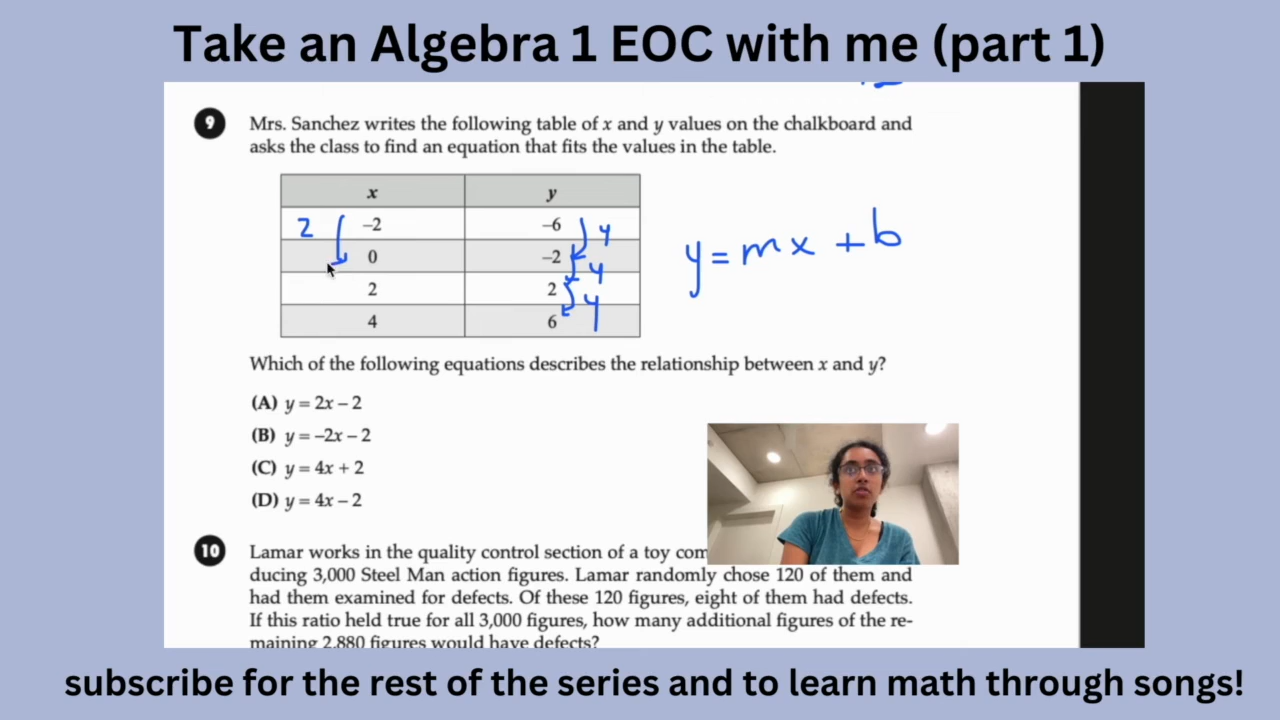 Take an Algebra 1 EOC with me (part 1)
9 Mrs. Sanchez writes the following table of x and y values on the chalkboard and
asks the class to find an equation that fits the values in the table.
x y
2 –2 –6 4
0 –2 4
2 2 4
4 6
y = mx + b
Which of the following equations describes the relationship between x and y?
(A) y = 2x – 2
(B) y = –2x – 2
(C) y = 4x + 2
(D) y = 4x – 2
10 Lamar works in the quality control section of a toy com
ducing 3,000 Steel Man action figures. Lamar randomly chose 120 of them and
had them examined for defects. Of these 120 figures, eight of them had defects.
If this ratio held true for all 3,000 figures, how many additional figures of the re-
maining 2,880 figures would have defects?
subscribe for the rest of the series and to learn math through songs!